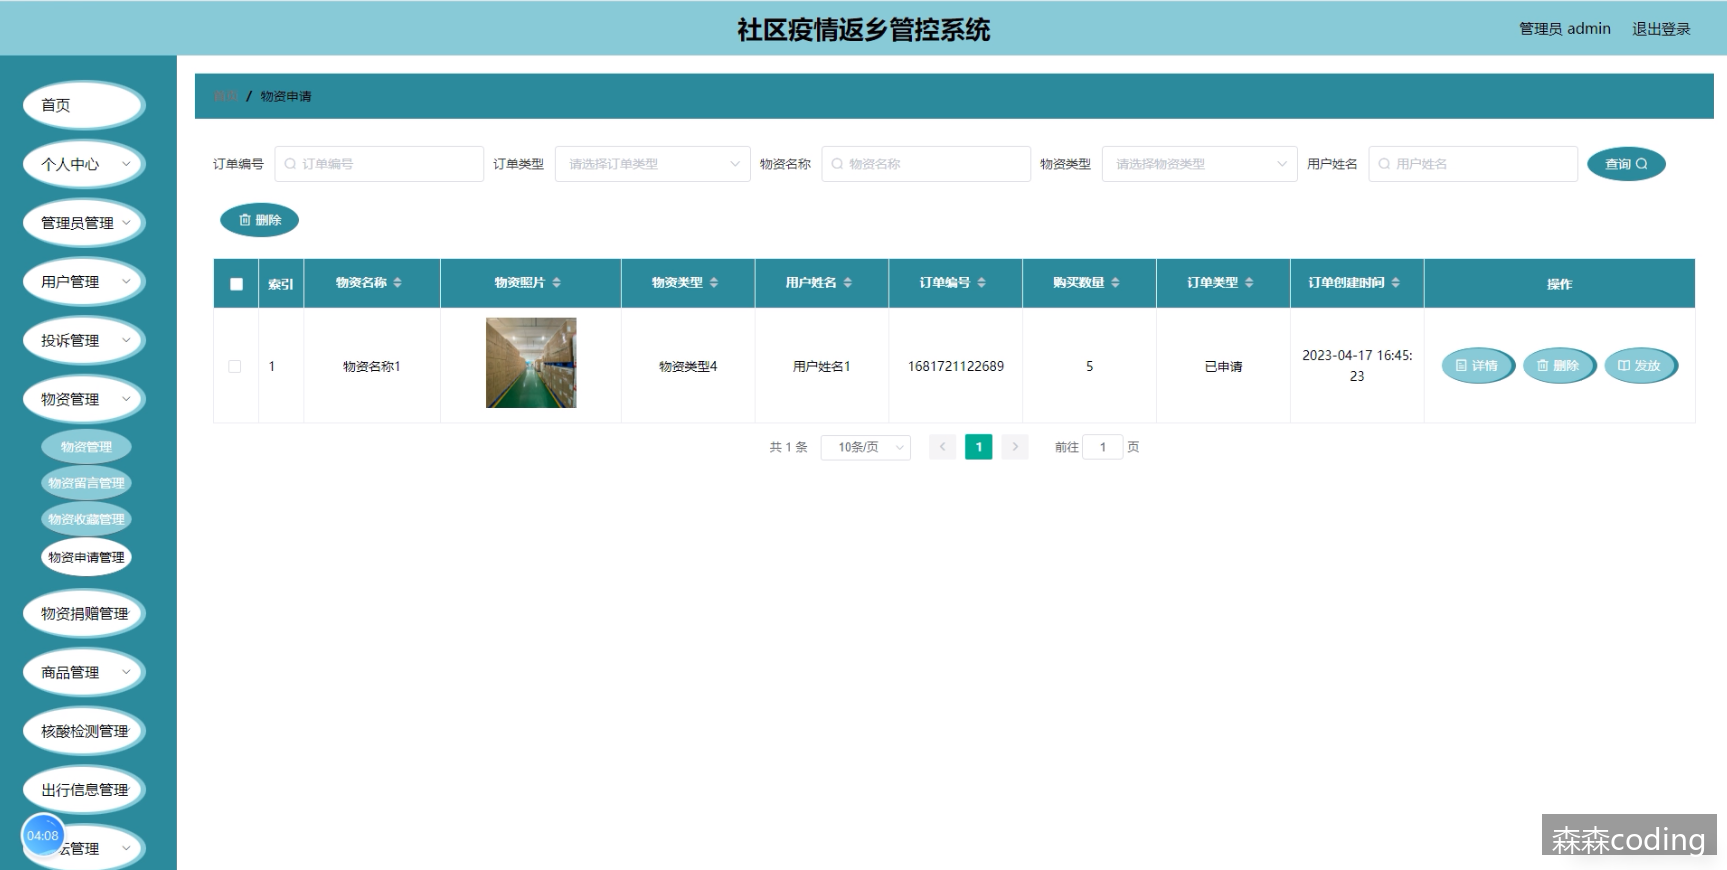 社区疫情返乡管控系统
管理员 admin 退出登录
首页 / 物资申请
首页
个人中心
管理员管理
用户管理
投诉管理
物资管理
物资管理
物资留言管理
物资收藏管理
物资申请管理
物资捐赠管理
商品管理
核酸检测管理
出行信息管理
坛管理
04:08
订单编号 订单编号 订单类型 请选择订单类型 物资名称 物资名称 物资类型 请选择物资类型 用户姓名 用户姓名 查询
删除
索引 物资名称 物资照片 物资类型 用户姓名 订单编号 购买数量 订单类型 订单创建时间 操作
1 物资名称1 物资类型4 用户姓名1 1681721122689 5 已申请 2023-04-17 16:45:
23
详情 删除 发放
共 1 条 10条/页 1 前往 1 页
森森coding